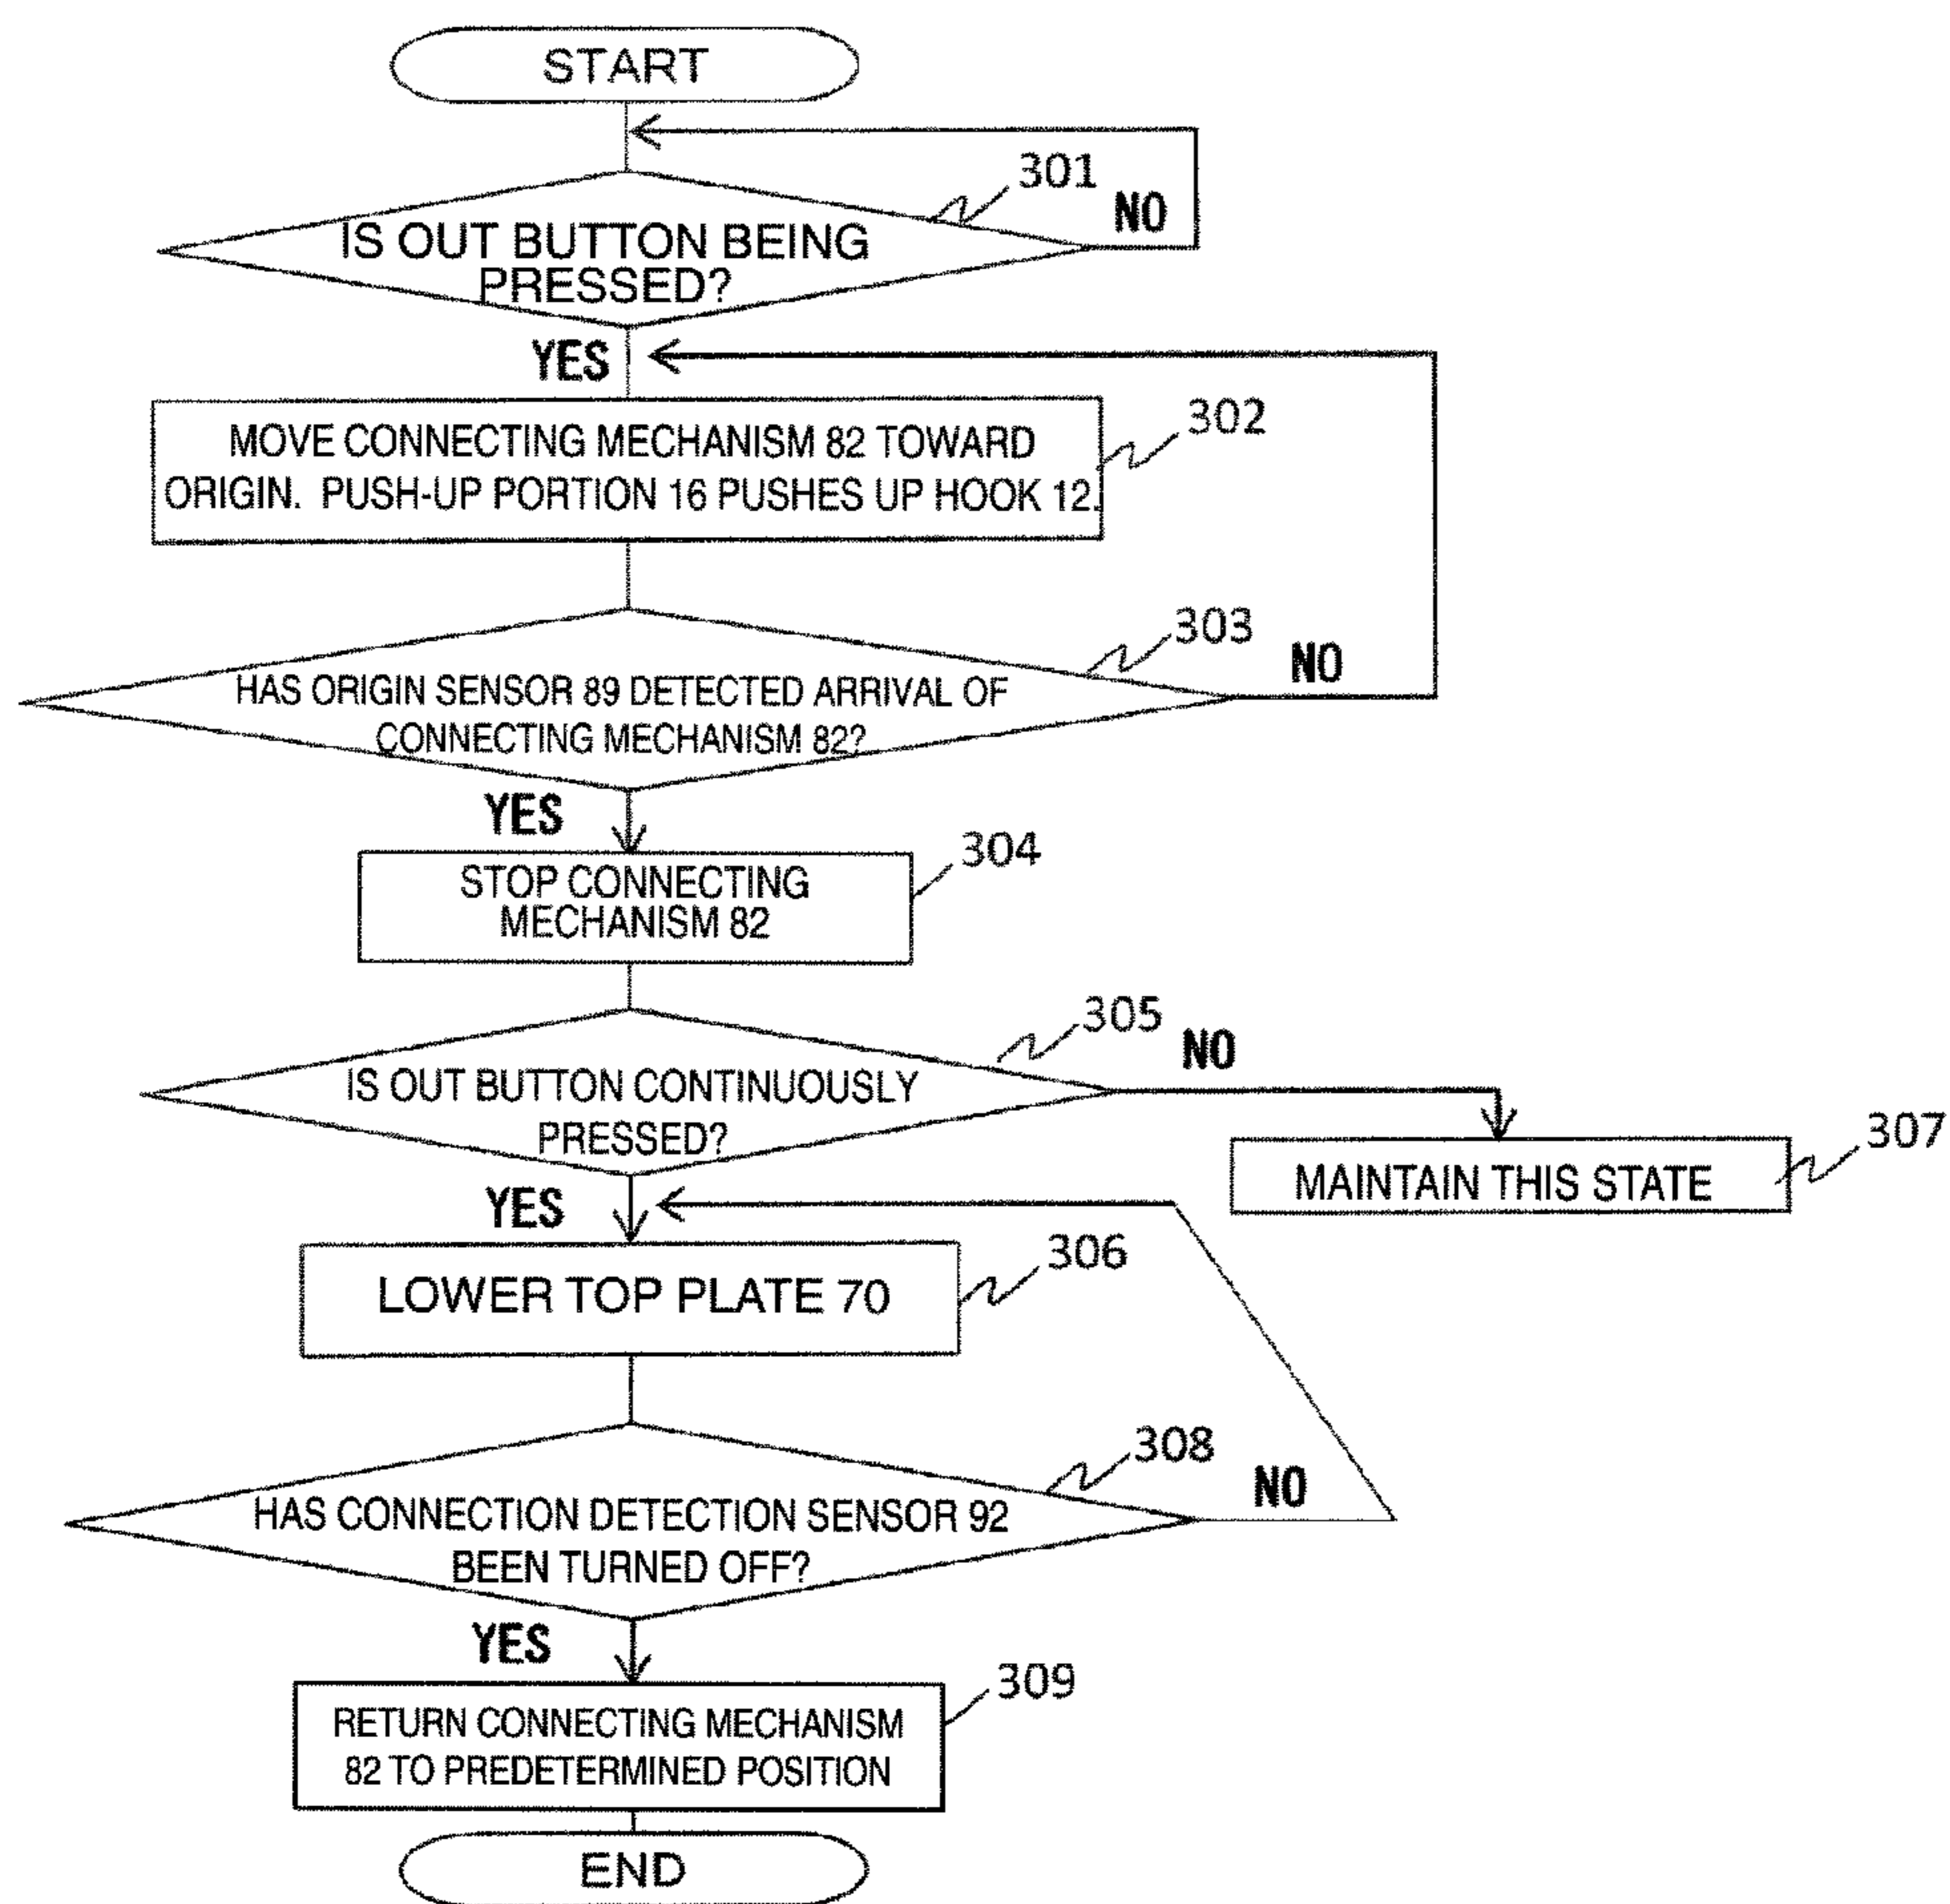 START
301
NO
IS OUT BUTTON BEING
PRESSED?
YES
302
MOVE CONNECTING MECHANISM 82 TOWARD
ORIGIN. PUSH-UP PORTION 16 PUSHES UP HOOK 12.
303
NO
HAS ORIGIN SENSOR 89 DETECTED ARRIVAL OF
CONNECTING MECHANISM 82?
YES
304
STOP CONNECTING
MECHANISM 82
305
NO
IS OUT BUTTON CONTINUOUSLY
PRESSED?
307
MAINTAIN THIS STATE
YES
306
LOWER TOP PLATE 70
308
NO
HAS CONNECTION DETECTION SENSOR 92
BEEN TURNED OFF?
YES
309
RETURN CONNECTING MECHANISM
82 TO PREDETERMINED POSITION
END